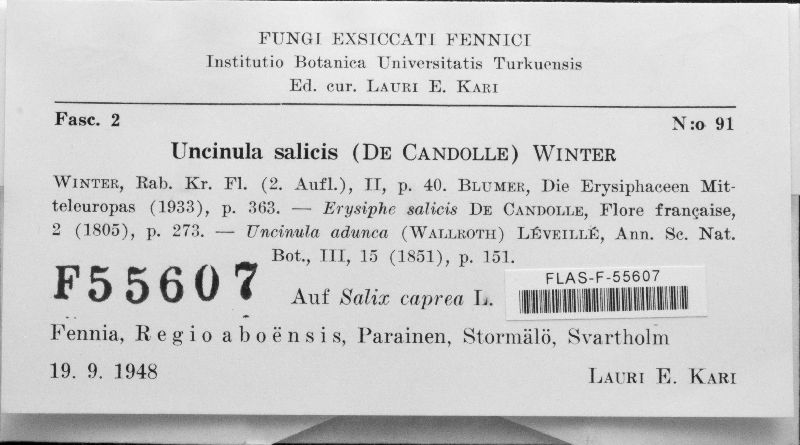 FUNGI EXSICCATI FENNICI
Institutio Botanica Universitatis Turkuensis
Ed. cur. LAURI E. KARI
Fasc. 2 N:o 91
Uncinula salicis (DE CANDOLLE) WINTER
WINTER, Rab. Kr. Fl. (2. Aufl.), II, p. 40. BLUMER, Die Erysiphaceen Mit-
teleuropas (1933), p. 363. — Erysiphe salicis DE CANDOLLE, Flore française,
2 (1805), p. 273. — Uncinula adunca (WALLROTH) LÉVEILLÉ, Ann. Sc. Nat.
Bot., III, 15 (1851), p. 151.
F55607
FLAS-F-55607
Auf Salix caprea L.
Fennia, Regio aboënsis, Parainen, Stormälö, Svartholm
19. 9. 1948
LAURI E. KARI